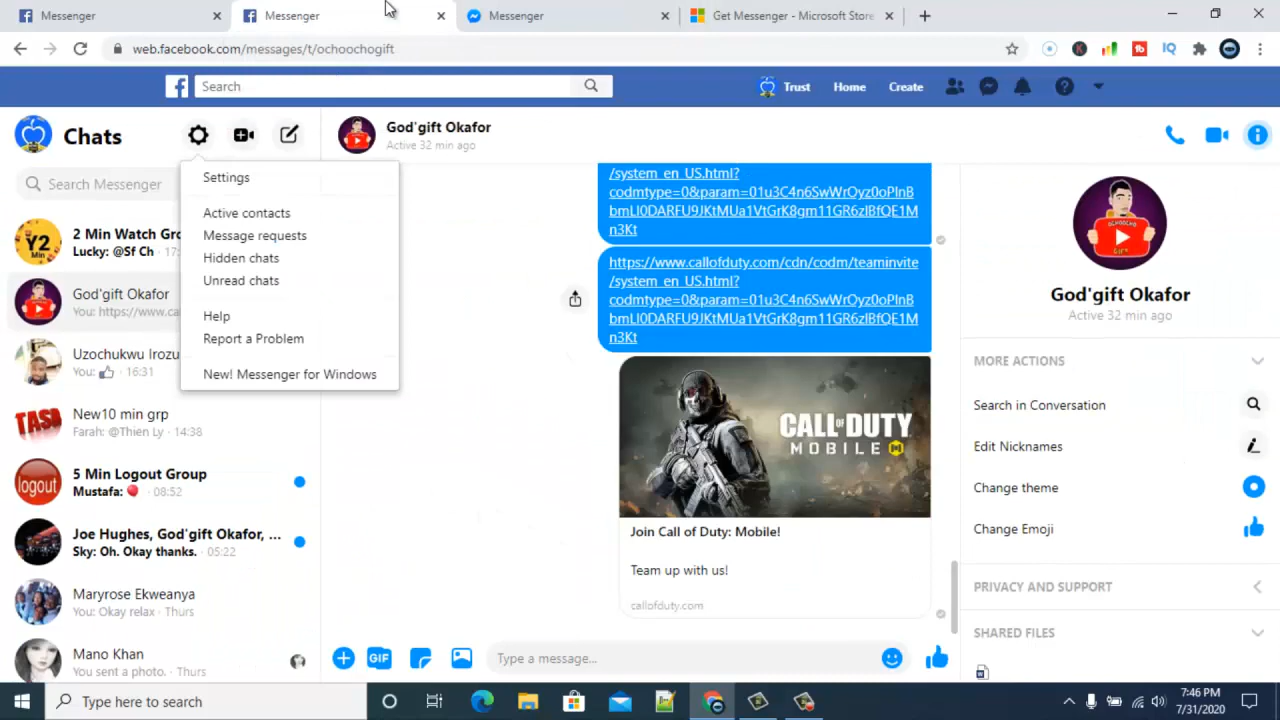 Messenger
Messenger
Messenger
Get Messenger - Microsoft Store
web.facebook.com/messages/t/ochoochogift
Search
Trust
Home
Create
Chats
Search Messenger
2 Min Watch Gro
Lucky: @Sf Ch · 17:
God'gift Okafor
You: https://www.ca
Uzochukwu Irozu
You: · 16:31
New10 min grp
Farah: @Thien Ly · 14:38
5 Min Logout Group
Mustafa: · 08:52
Joe Hughes, God'gift Okafor, ...
Sky: Oh. Okay thanks. · 05:22
Maryrose Ekweanya
You: Okay relax · Thurs
Mano Khan
You sent a photo. · Thurs
Y2
Min
TASB
logout
Settings
Active contacts
Message requests
Hidden chats
Unread chats
Help
Report a Problem
New! Messenger for Windows
God'gift Okafor
Active 32 min ago
/system_en_US.html?
codmtype=0&param=01u3C4n6SwWrOyz0oPlnB
bmLI0DARFU9JKtMUa1VtGrK8gm11GR6zIBfQE1M
n3Kt
https://www.callofduty.com/cdn/codm/teaminvite
/system_en_US.html?
codmtype=0&param=01u3C4n6SwWrOyz0oPlnB
bmLI0DARFU9JKtMUa1VtGrK8gm11GR6zIBfQE1M
n3Kt
CALL OF DUTY
MOBILE
Join Call of Duty: Mobile!
Team up with us!
callofduty.com
GIF
Type a message...
God'gift Okafor
Active 32 min ago
MORE ACTIONS
Search in Conversation
Edit Nicknames
Change theme
Change Emoji
PRIVACY AND SUPPORT
SHARED FILES
Type here to search
7:46 PM
7/31/2020